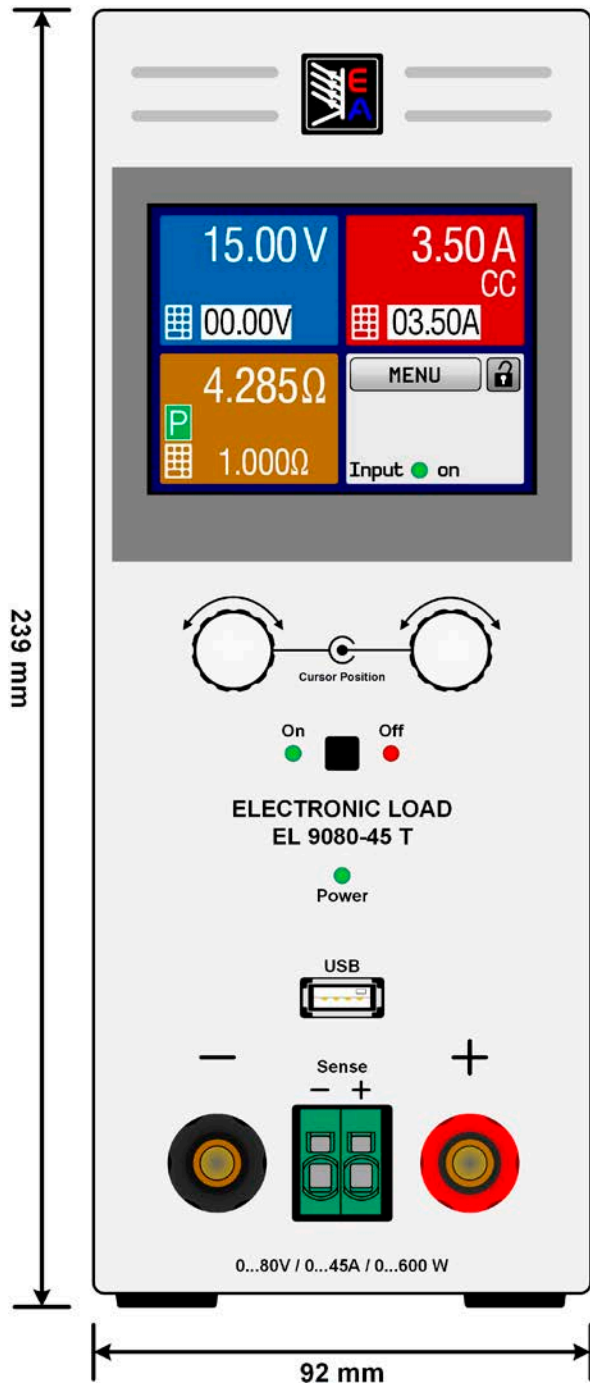 EA
15.00 V
3.50 A
CC
00.00V
03.50A
4.285Ω
P
1.000Ω
MENU
Input on
239 mm
Cursor Position
On
Off
ELECTRONIC LOAD
EL 9080-45 T
Power
USB
− Sense +
− +
0...80V / 0...45A / 0...600 W
92 mm